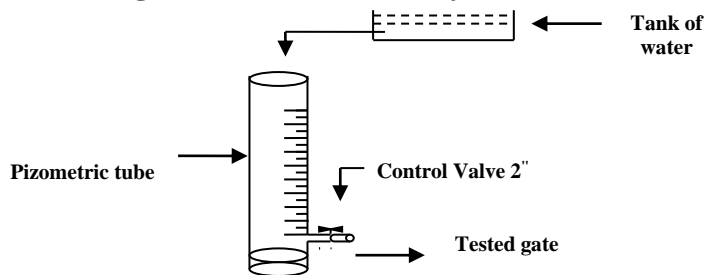 Tank of
water
Pizometric tube
Control Valve 2"
Tested gate